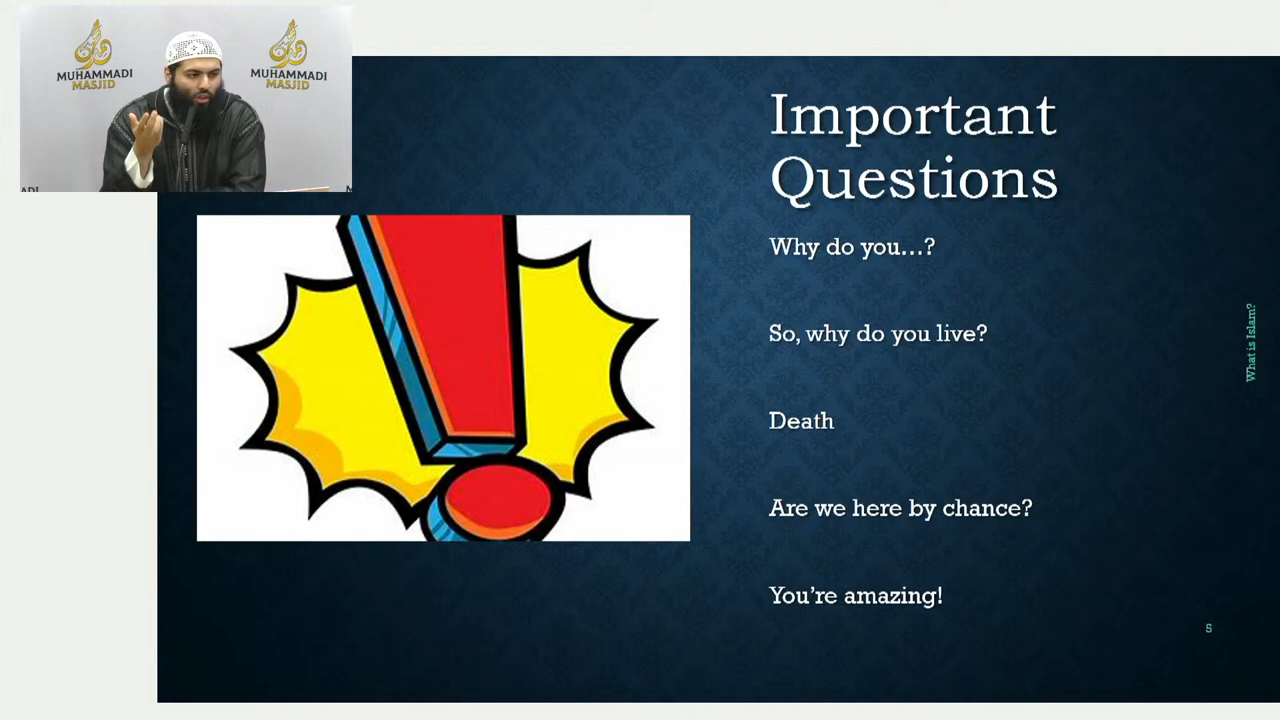 MUHAMMADI
MASJID
MUHAMMADI
MASJID
Important
Questions
Why do you...?
So, why do you live?
Death
Are we here by chance?
You're amazing!
What is Islam?
5